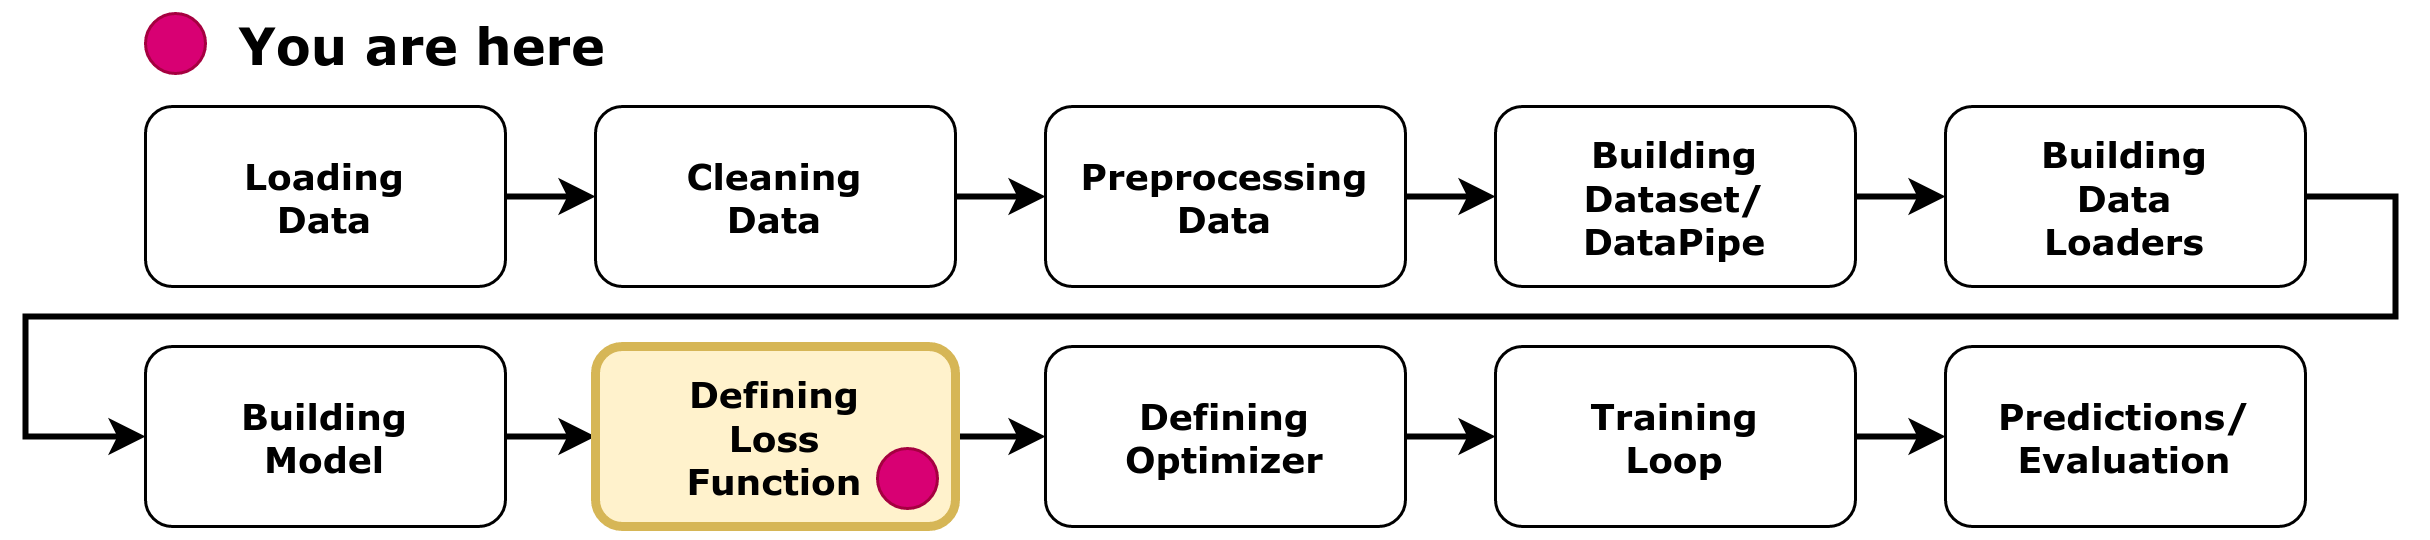 You are here
Loading
Data
Cleaning
Data
Preprocessing
Data
Building
Dataset/
DataPipe
Building
Data
Loaders
Building
Model
Defining
Loss
Function
Defining
Optimizer
Training
Loop
Predictions/
Evaluation